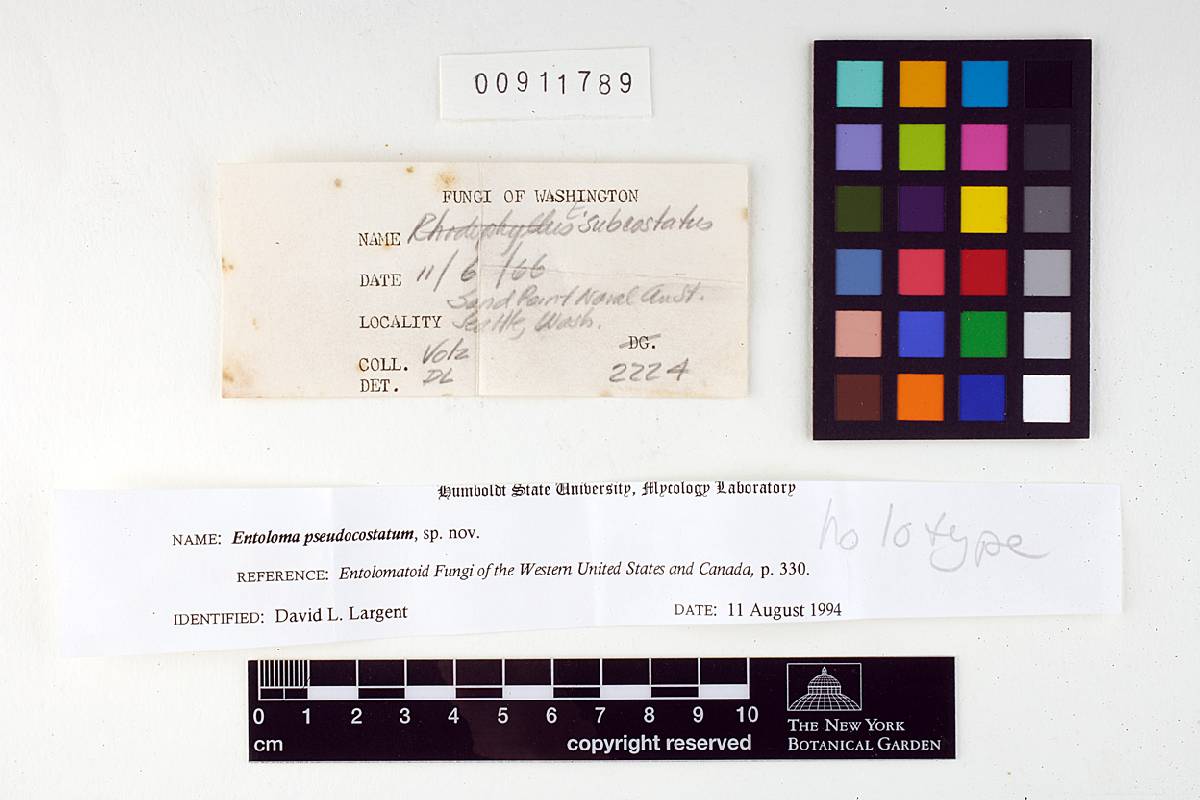 00911789
FUNGI OF WASHINGTON
NAME Rhodophyllus E. subcostatus
DATE 11/6/66
Sand Point Naval
LOCALITY Seattle, Wash.
DG.
COLL. Volz
DET. DL
2224
Humboldt State University, Mycology Laboratory
holotype
NAME: Entoloma pseudocostatum, sp. nov.
REFERENCE: Entolomatoid Fungi of the Western United States and Canada, p. 330.
IDENTIFIED: David L. Largent DATE: 11 August 1994
0 1 2 3 4 5 6 7 8 9 10
cm copyright reserved
THE NEW YORK
BOTANICAL GARDEN